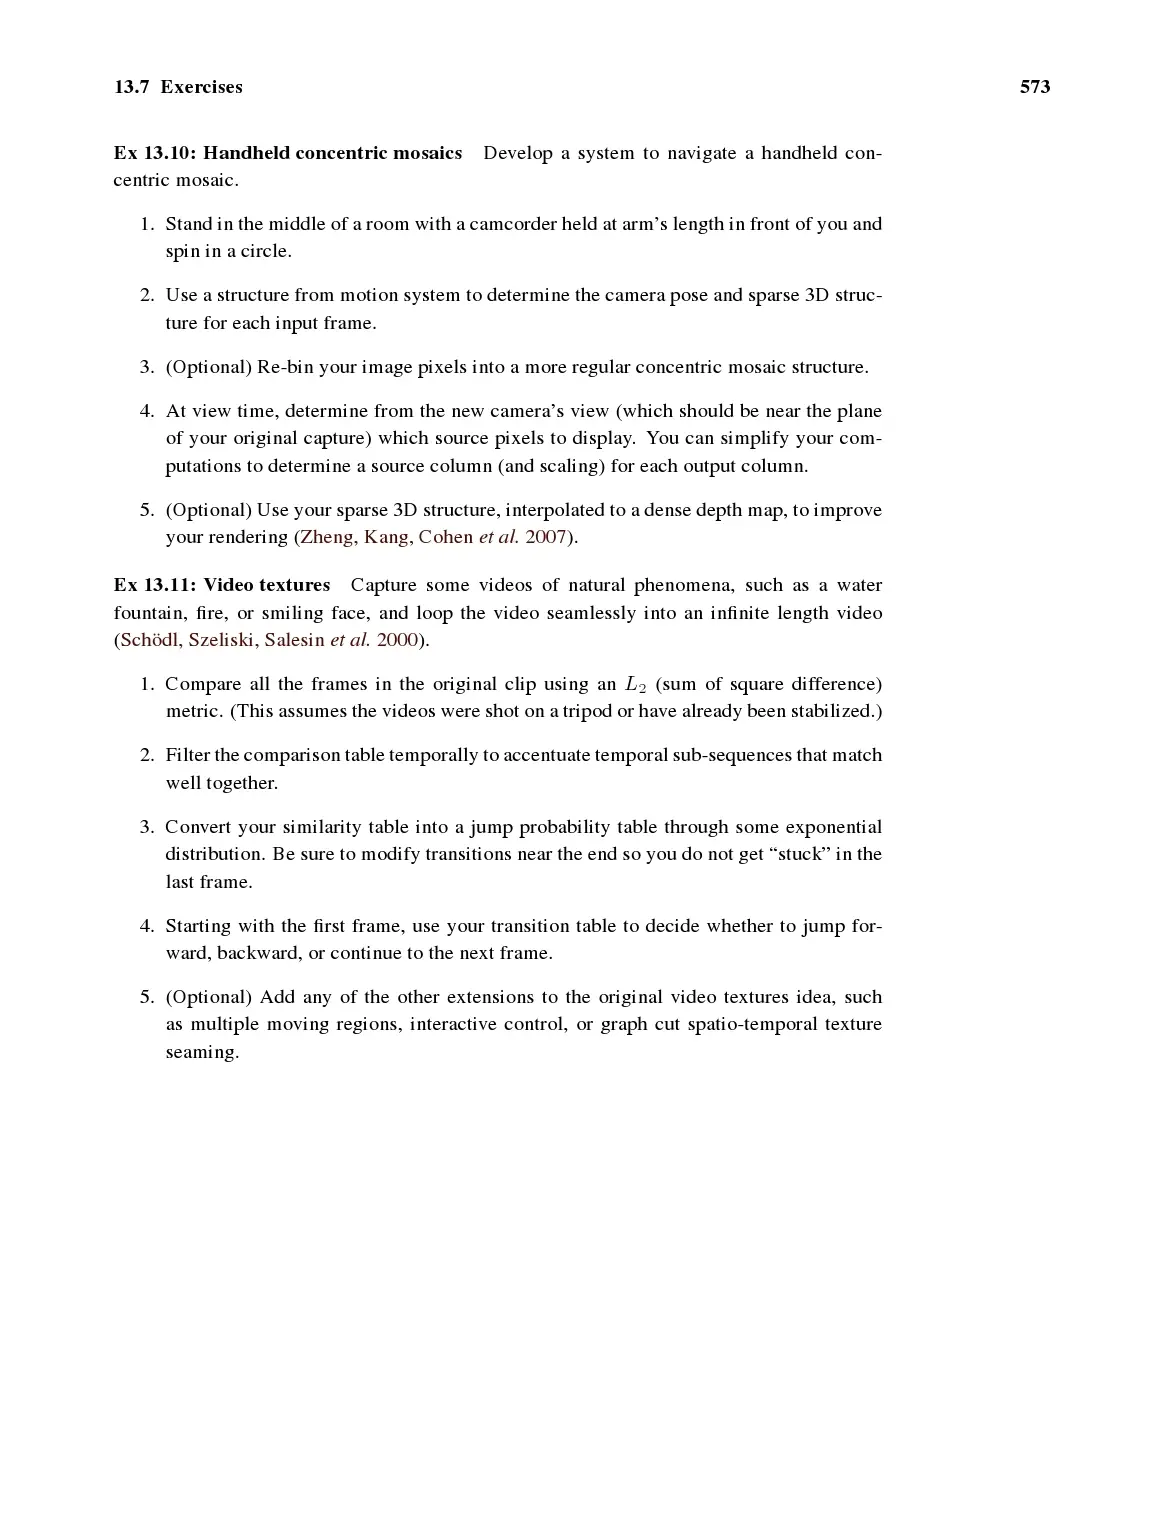 13.7 Exercises 573
Ex 13.10: Handheld concentric mosaics Develop a system to navigate a handheld con-
centric mosaic.
1. Stand in the middle of a room with a camcorder held at arm's length in front of you and
spin in a circle.
2. Use a structure from motion system to determine the camera pose and sparse 3D struc-
ture for each input frame.
3. (Optional) Re-bin your image pixels into a more regular concentric mosaic structure.
4. At view time, determine from the new camera's view (which should be near the plane
of your original capture) which source pixels to display. You can simplify your com-
putations to determine a source column (and scaling) for each output column.
5. (Optional) Use your sparse 3D structure, interpolated to a dense depth map, to improve
your rendering (Zheng, Kang, Cohen et al. 2007).
Ex 13.11: Video textures Capture some videos of natural phenomena, such as a water
fountain, fire, or smiling face, and loop the video seamlessly into an infinite length video
(Schödl, Szeliski, Salesin et al. 2000).
1. Compare all the frames in the original clip using an L₂ (sum of square difference)
metric. (This assumes the videos were shot on a tripod or have already been stabilized.)
2. Filter the comparison table temporally to accentuate temporal sub-sequences that match
well together.
3. Convert your similarity table into a jump probability table through some exponential
distribution. Be sure to modify transitions near the end so you do not get “stuck” in the
last frame.
4. Starting with the first frame, use your transition table to decide whether to jump for-
ward, backward, or continue to the next frame.
5. (Optional) Add any of the other extensions to the original video textures idea, such
as multiple moving regions, interactive control, or graph cut spatio-temporal texture
seaming.